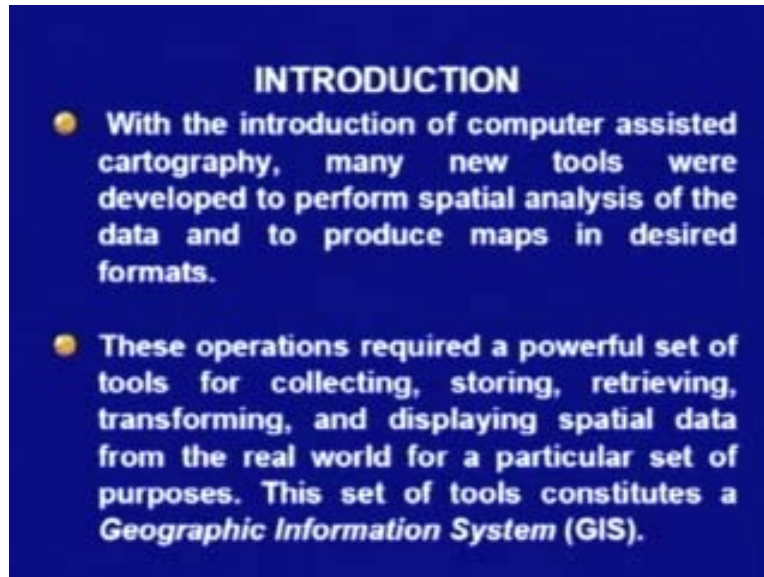 INTRODUCTION
With the introduction of computer assisted
cartography, many new tools were
developed to perform spatial analysis of the
data and to produce maps in desired
formats.
These operations required a powerful set of
tools for collecting, storing, retrieving,
transforming, and displaying spatial data
from the real world for a particular set of
purposes. This set of tools constitutes a
Geographic Information System (GIS).